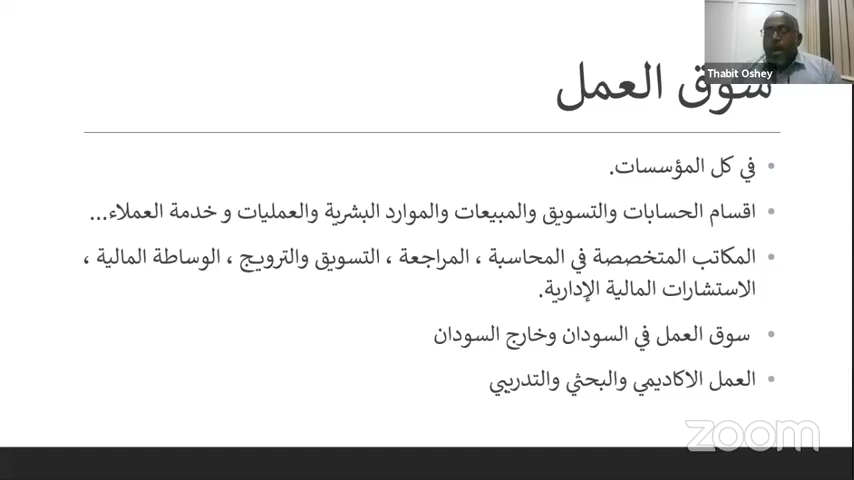 Thabit Oshey
سوق العمل
في كل المؤسسات.
اقسام الحسابات والتسويق والمبيعات والموارد البشرية والعمليات و خدمة العملاء...
المكاتب المتخصصة في المحاسبة ، المراجعة ، التسويق والترويج ، الوساطة المالية ،
الاستشارات المالية الإدارية.
سوق العمل في السودان وخارج السودان
العمل الاكاديمي والبحثي والتدريبي
zoom